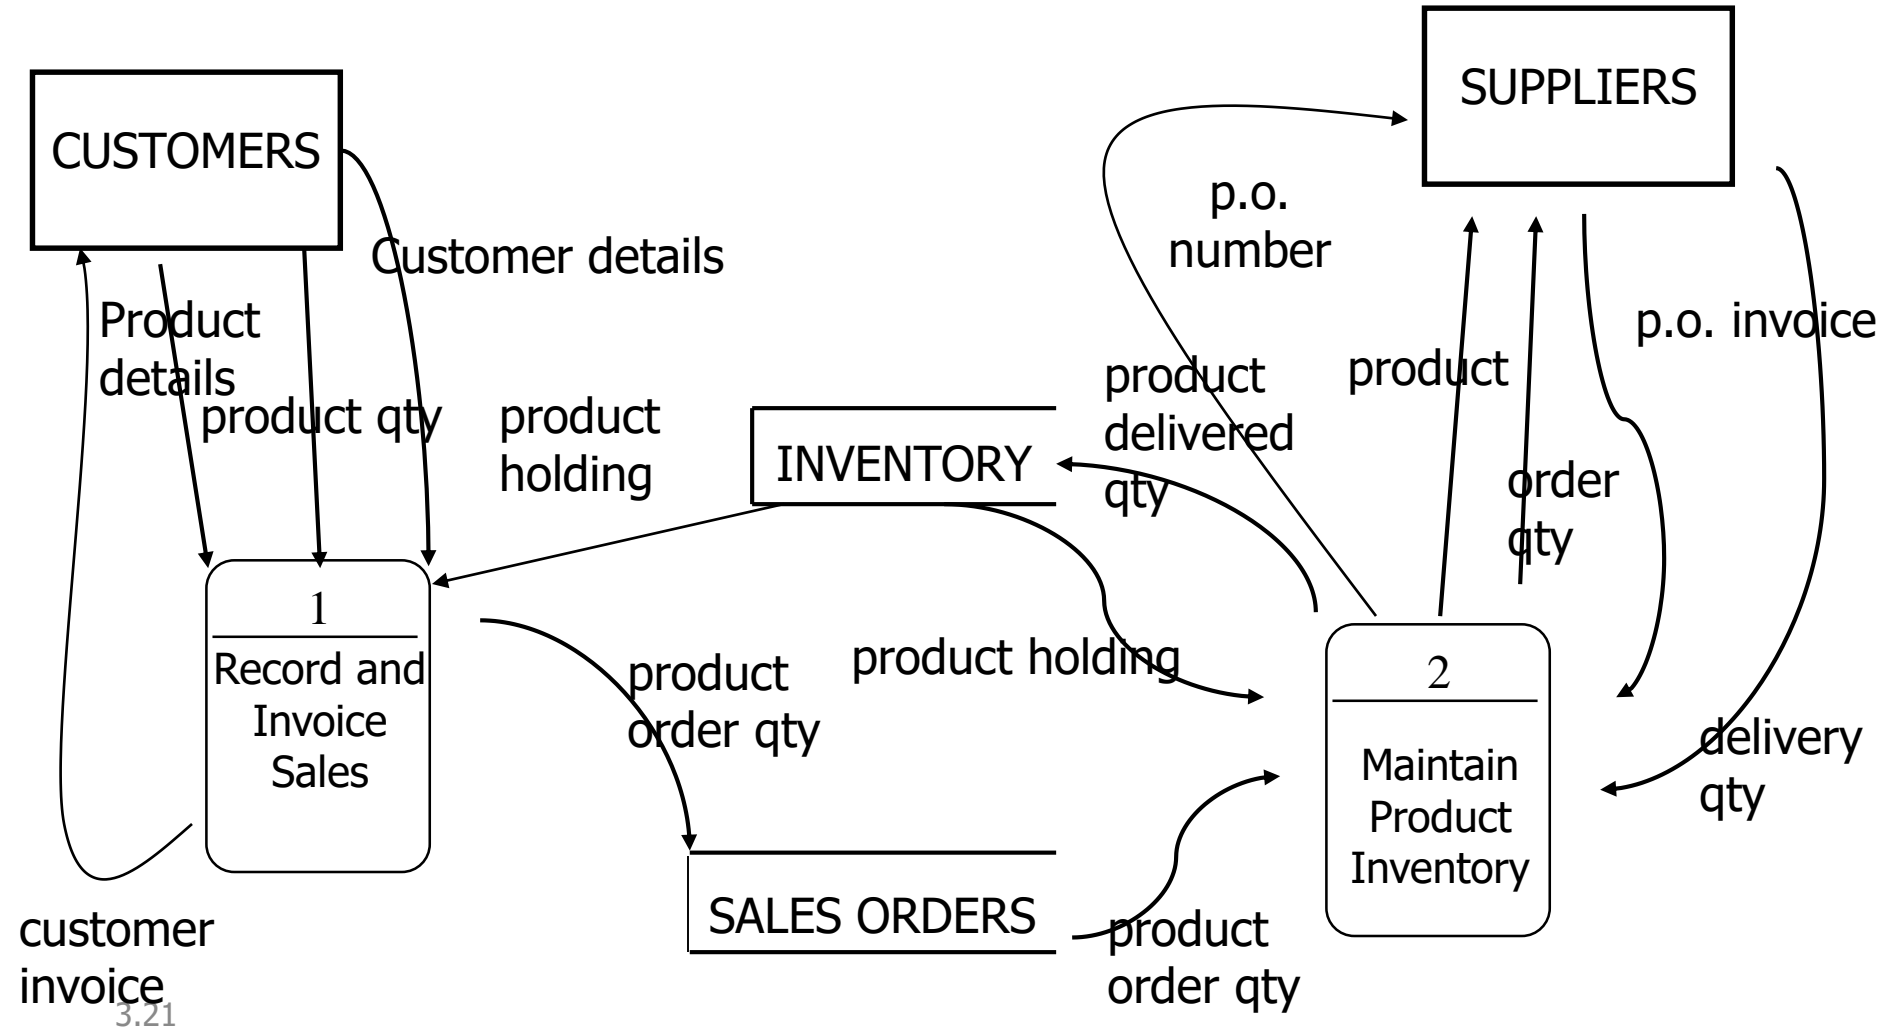 SUPPLIERS
CUSTOMERS
p.o.
number
Customer details
Product
details
p.o. invoice
product qty
product
holding
INVENTORY
product
delivered
qty
product
order
qty
1
Record and
Invoice
Sales
product
order qty
product holding
2
Maintain
Product
Inventory
delivery
qty
SALES ORDERS
product
order qty
customer
invoice
3.21